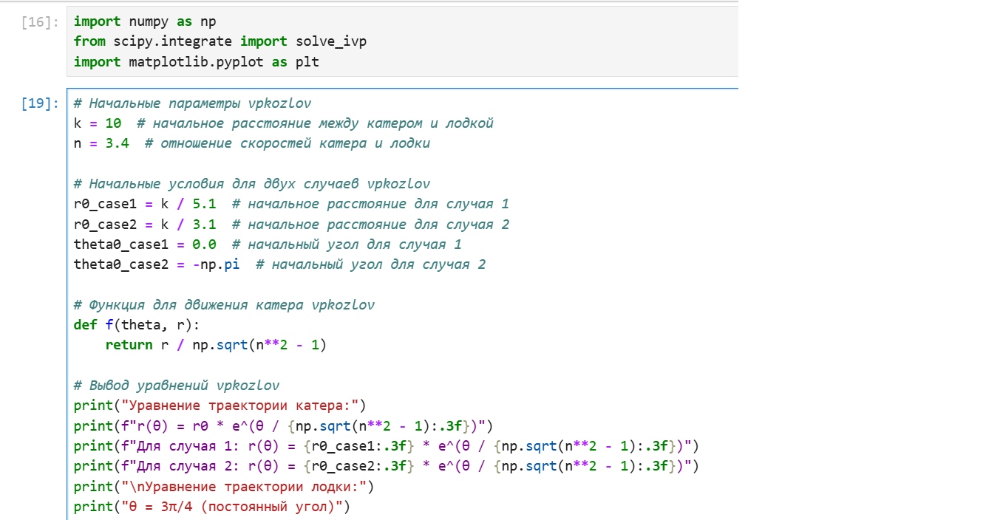 [16]:
import numpy as np
from scipy.integrate import solve_ivp
import matplotlib.pyplot as plt
[19]:
# Начальные параметры vpkozlov
k = 10  # начальное расстояние между катером и лодкой
n = 3.4  # отношение скоростей катера и лодки
# Начальные условия для двух случаев vpkozlov
r0_case1 = k / 5.1  # начальное расстояние для случая 1
r0_case2 = k / 3.1  # начальное расстояние для случая 2
theta0_case1 = 0.0  # начальный угол для случая 1
theta0_case2 = -np.pi  # начальный угол для случая 2
# Функция для движения катера vpkozlov
def f(theta, r):
    return r / np.sqrt(n**2 - 1)
# Вывод уравнений vpkozlov
print("Уравнение траектории катера:")
print(f"r(θ) = r0 * e^(θ / {np.sqrt(n**2 - 1):.3f})")
print(f"Для случая 1: r(θ) = {r0_case1:.3f} * e^(θ / {np.sqrt(n**2 - 1):.3f})")
print(f"Для случая 2: r(θ) = {r0_case2:.3f} * e^(θ / {np.sqrt(n**2 - 1):.3f})")
print("\nУравнение траектории лодки:")
print("θ = 3π/4 (постоянный угол)")